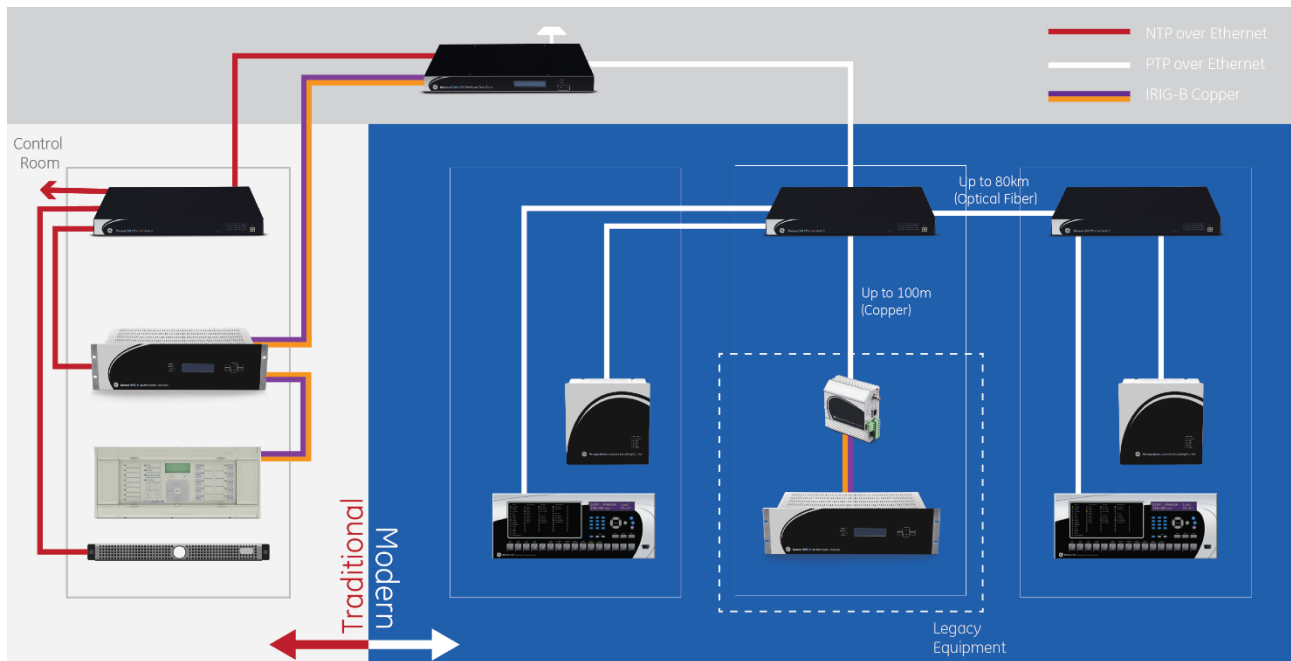 NTP over Ethernet
PTP over Ethernet
IRIG-B Copper
Control
Room
Up to 80km
(Optical Fiber)
Up to 100m
(Copper)
Traditional
Modern
Legacy
Equipment